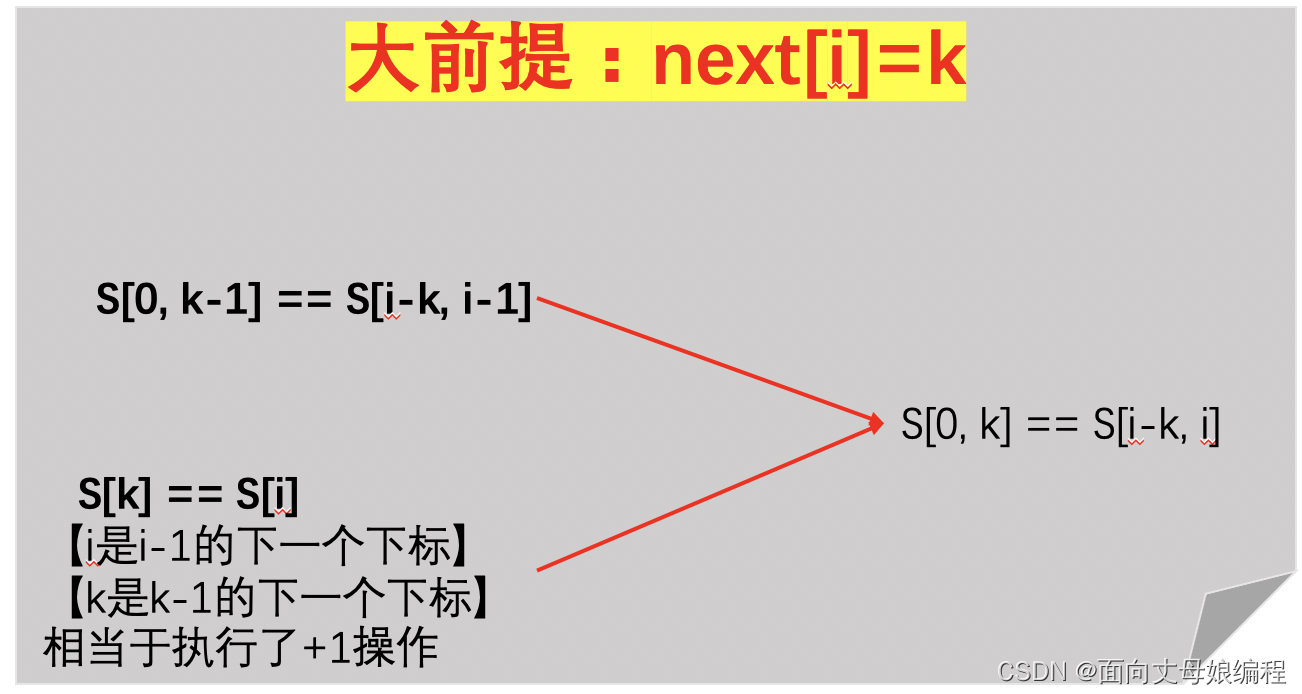 大前提：next[i]=k
S[0, k-1] == S[i-k, i-1]
S[0, k] == S[i-k, i]
S[k] == S[i]
【i是i-1的下一个下标】
【k是k-1的下一个下标】
相当于执行了+1操作
CSDN @面向丈母娘编程